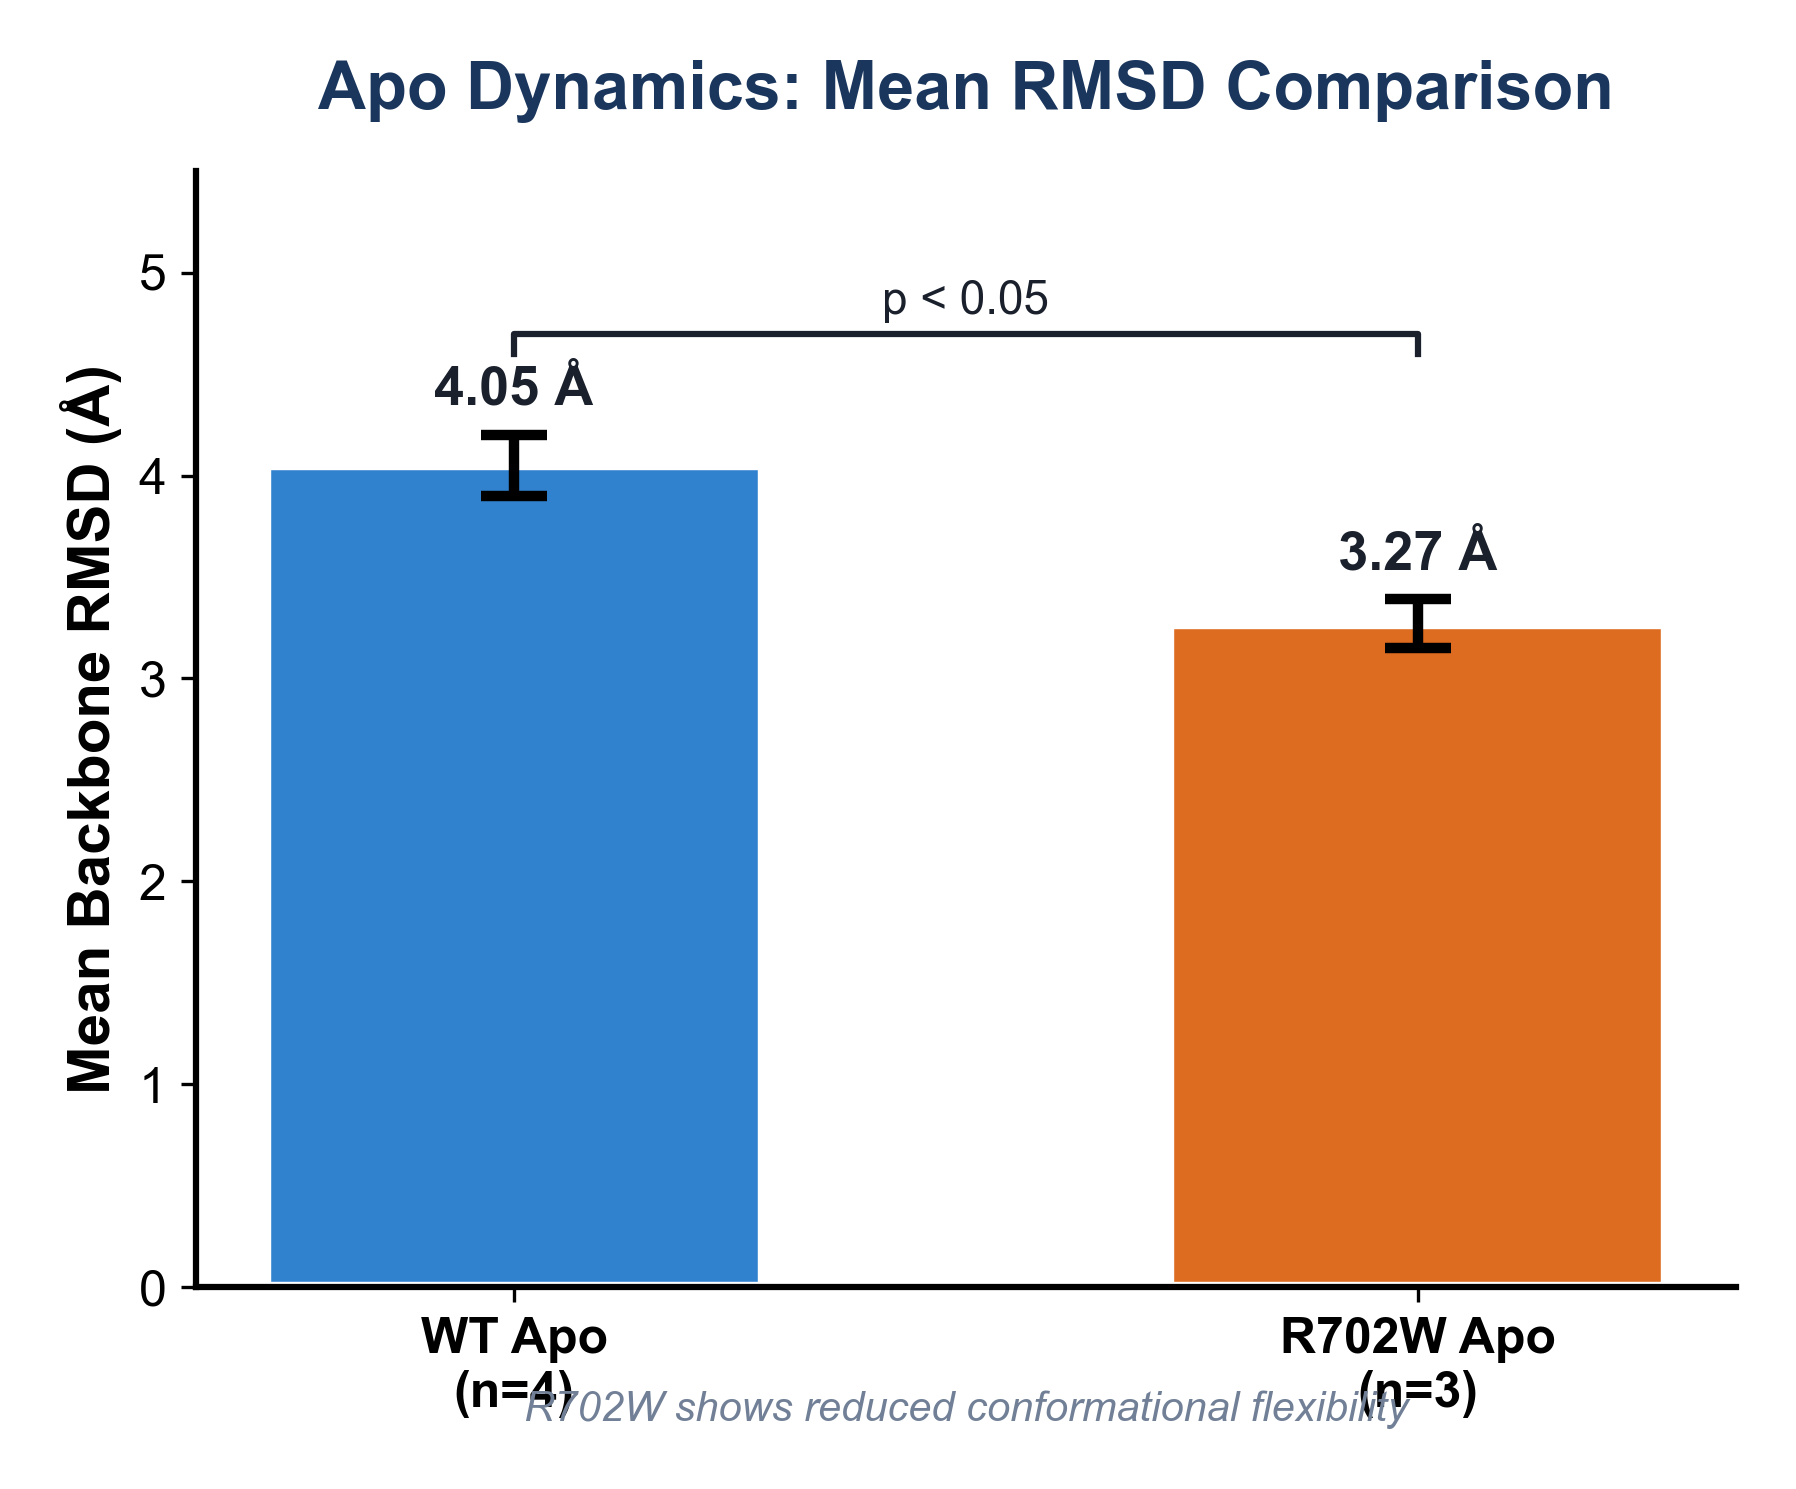 Apo Dynamics: Mean RMSD Comparison
Mean Backbone RMSD (Å)
5
4
3
2
1
0
p < 0.05
4.05 Å
3.27 Å
WT Apo
(n=4)
R702W Apo
(n=3)
R702W shows reduced conformational flexibility